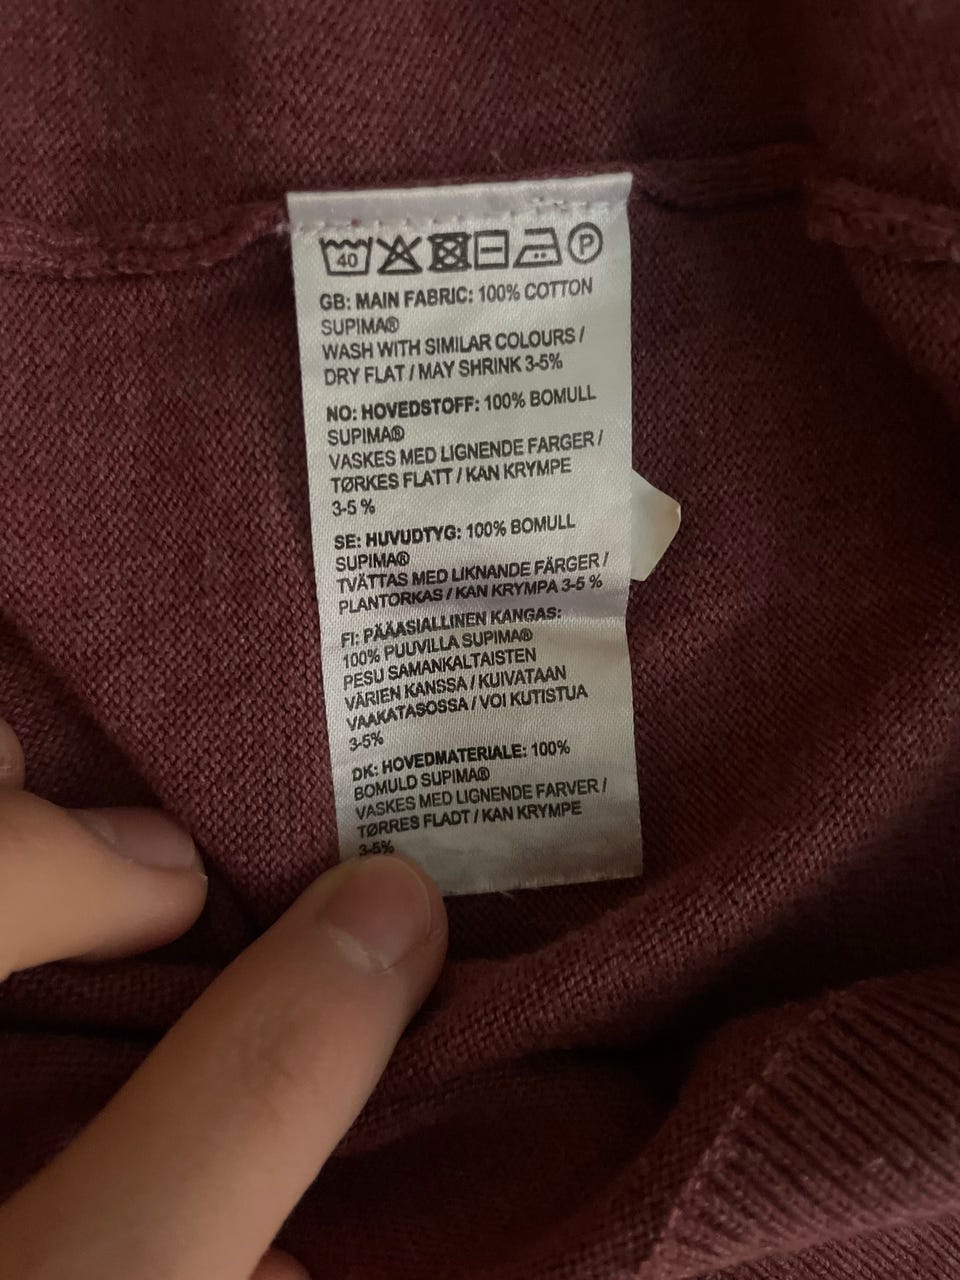 40 P
GB: MAIN FABRIC: 100% COTTON
SUPIMA®
WASH WITH SIMILAR COLOURS /
DRY FLAT / MAY SHRINK 3-5%
NO: HOVEDSTOFF: 100% BOMULL
SUPIMA®
VASKES MED LIGNENDE FARGER /
TØRKES FLATT / KAN KRYMPE
3-5 %
SE: HUVUDTYG: 100% BOMULL
SUPIMA®
TVÄTTAS MED LIKNANDE FÄRGER /
PLANTORKAS / KAN KRYMPA 3-5 %
FI: PÄÄASIALLINEN KANGAS:
100% PUUVILLA SUPIMA®
PESU SAMANKALTAISTEN
VÄRIEN KANSSA / KUIVATAAN
VAAKATASOSSA / VOI KUTISTUA
3-5%
DK: HOVEDMATERIALE: 100%
BOMULD SUPIMA®
VASKES MED LIGNENDE FARVER /
TØRRES FLADT / KAN KRYMPE
3-5%